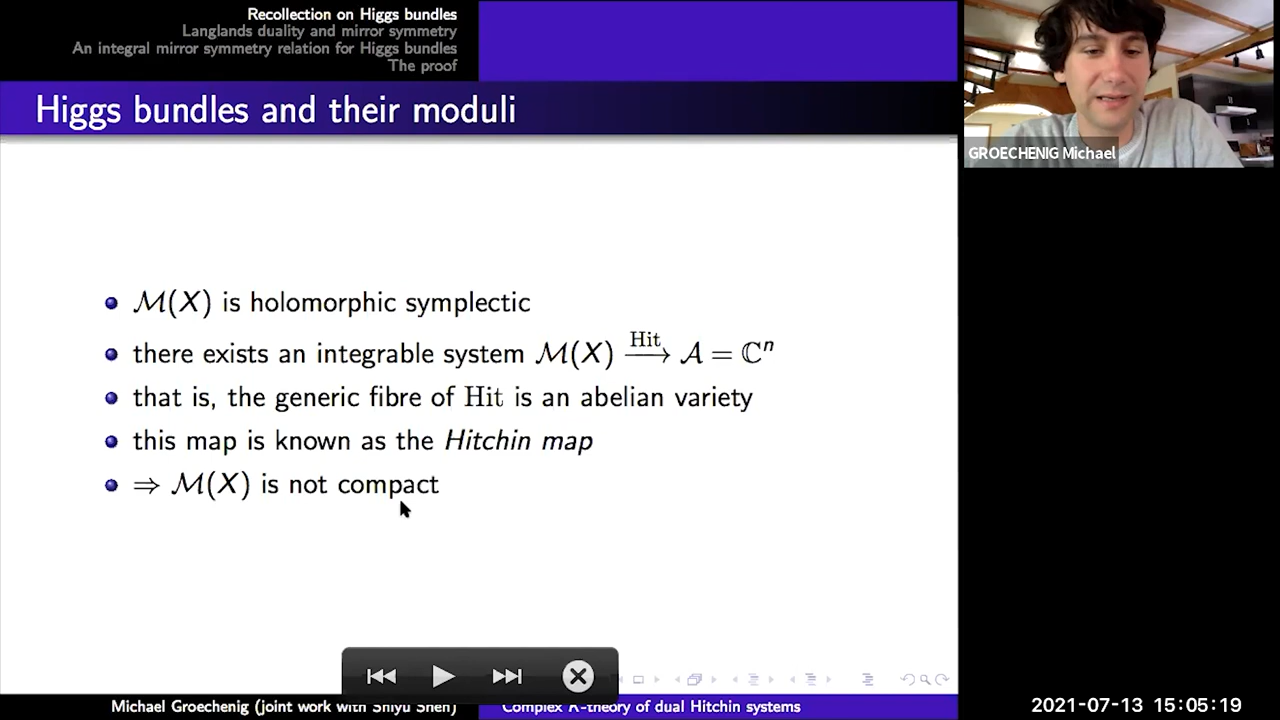 Recollection on Higgs bundles
Langlands duality and mirror symmetry
An integral mirror symmetry relation for Higgs bundles
The proof
Higgs bundles and their moduli
GROECHENIG Michael
ℳ(X) is holomorphic symplectic
there exists an integrable system ℳ(X) —Hit→ 𝒜 = ℂⁿ
that is, the generic fibre of Hit is an abelian variety
this map is known as the Hitchin map
⇒ ℳ(X) is not compact
Michael Groechenig (joint work with Shiyu Shen)
Complex K-theory of dual Hitchin systems
2021-07-13 15:05:19